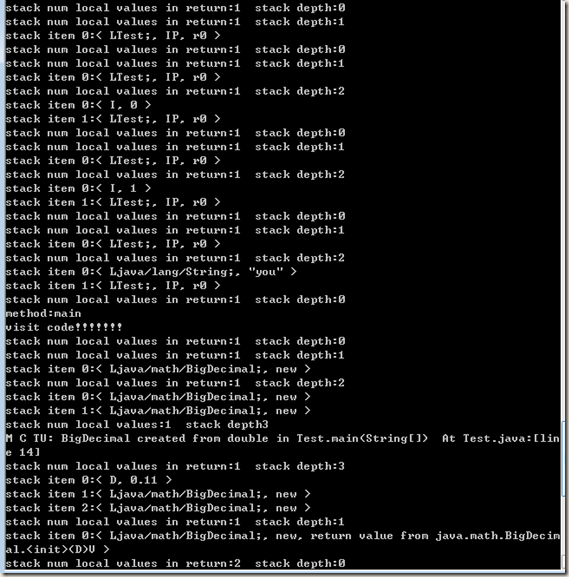 stack num local values in return:1  stack depth:0
stack num local values in return:1  stack depth:1
stack item 0:< LTest;, IP, r0 >
stack num local values in return:1  stack depth:0
stack num local values in return:1  stack depth:1
stack item 0:< LTest;, IP, r0 >
stack num local values in return:1  stack depth:2
stack item 0:< I, 0 >
stack item 1:< LTest;, IP, r0 >
stack num local values in return:1  stack depth:0
stack num local values in return:1  stack depth:1
stack item 0:< LTest;, IP, r0 >
stack num local values in return:1  stack depth:2
stack item 0:< I, 1 >
stack item 1:< LTest;, IP, r0 >
stack num local values in return:1  stack depth:0
stack num local values in return:1  stack depth:1
stack item 0:< LTest;, IP, r0 >
stack num local values in return:1  stack depth:2
stack item 0:< Ljava/lang/String;, "you" >
stack item 1:< LTest;, IP, r0 >
stack num local values in return:1  stack depth:0
method:main
visit code!!!!!!!
stack num local values in return:1  stack depth:0
stack num local values in return:1  stack depth:1
stack item 0:< Ljava/math/BigDecimal;, new >
stack num local values in return:1  stack depth:2
stack item 0:< Ljava/math/BigDecimal;, new >
stack item 1:< Ljava/math/BigDecimal;, new >
stack num local values:1  stack depth3
M C TU: BigDecimal created from double in Test.main(String[])  At Test.java:[lin
e 14]
stack num local values in return:1  stack depth:3
stack item 0:< D, 0.11 >
stack item 1:< Ljava/math/BigDecimal;, new >
stack item 2:< Ljava/math/BigDecimal;, new >
stack num local values in return:1  stack depth:1
stack item 0:< Ljava/math/BigDecimal;, new, return value from java.math.BigDecim
al.<init>(D)V >
stack num local values in return:2  stack depth:0